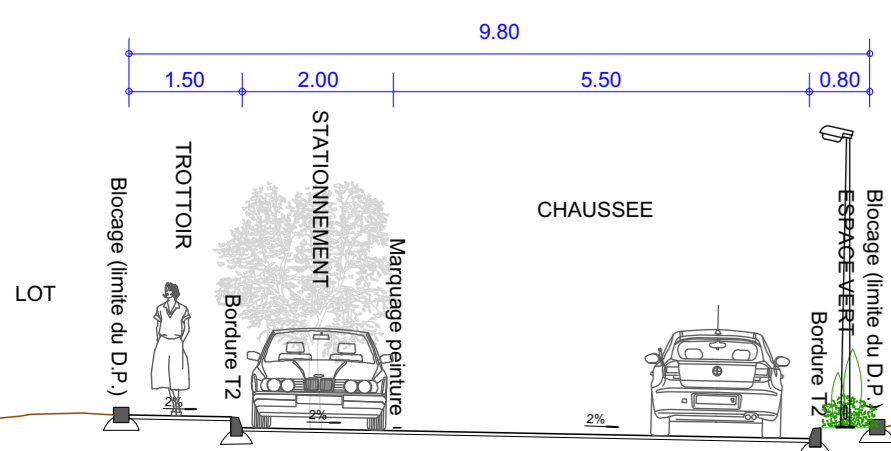 9.80
1.50
2.00
5.50
0.80
LOT
Blocage (limite du D.P.)
TROTTOIR
Bordure T2
STATIONNEMENT
Marquage peinture
CHAUSSEE
Bordure T2
ESPACE VERT
Blocage (limite du D.P.)
2%
2%
2%